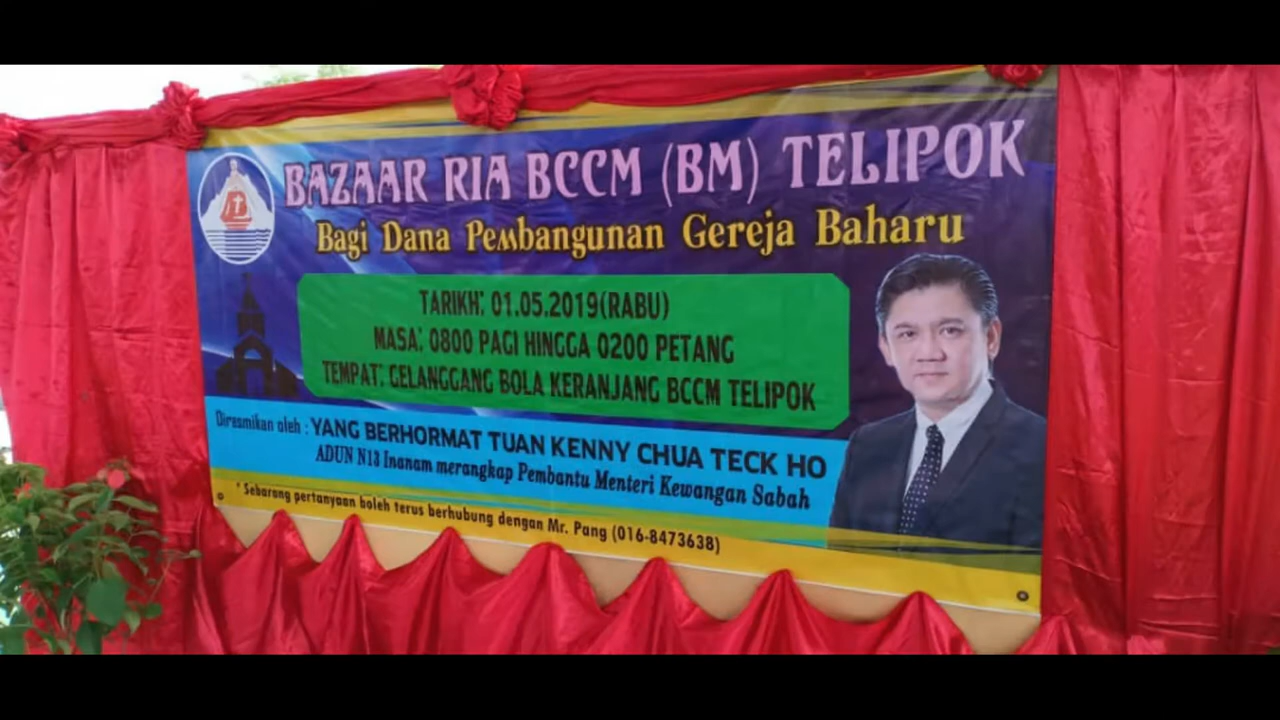 BAZAAR RIA BCCM (BM) TELIPOK
Bagi Dana Pembangunan Gereja Baharu
TARIKH: 01.05.2019(RABU)
MASA: 0800 PAGI HINGGA 0200 PETANG
TEMPAT: GELANGGANG BOLA KERANJANG BCCM TELIPOK
Dirasmikan oleh : YANG BERHORMAT TUAN KENNY CHUA TECK HO
ADUN N13 Inanam merangkap Pembantu Menteri Kewangan Sabah
* Sebarang pertanyaan boleh terus berhubung dengan Mr. Pang (016-8473638)